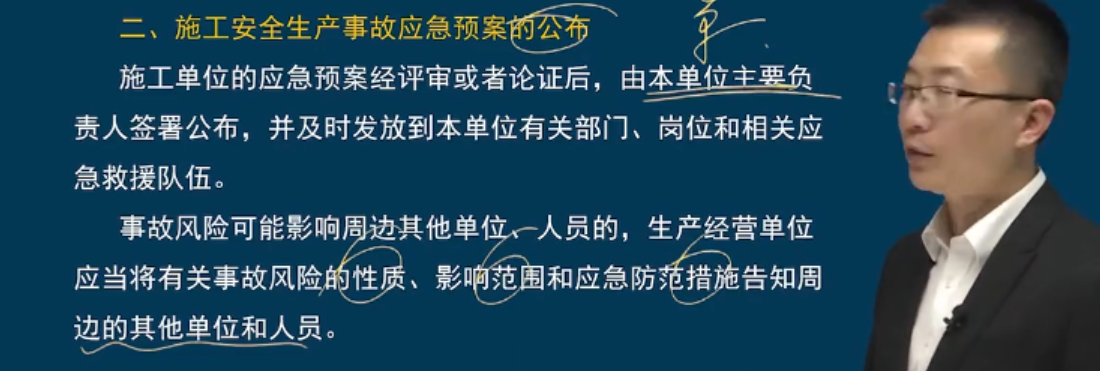 二、施工安全生产事故应急预案的公布
施工单位的应急预案经评审或者论证后，由本单位主要负
责人签署公布，并及时发放到本单位有关部门、岗位和相关应
急救援队伍。
事故风险可能影响周边其他单位、人员的，生产经营单位
应当将有关事故风险的性质、影响范围和应急防范措施告知周
边的其他单位和人员。